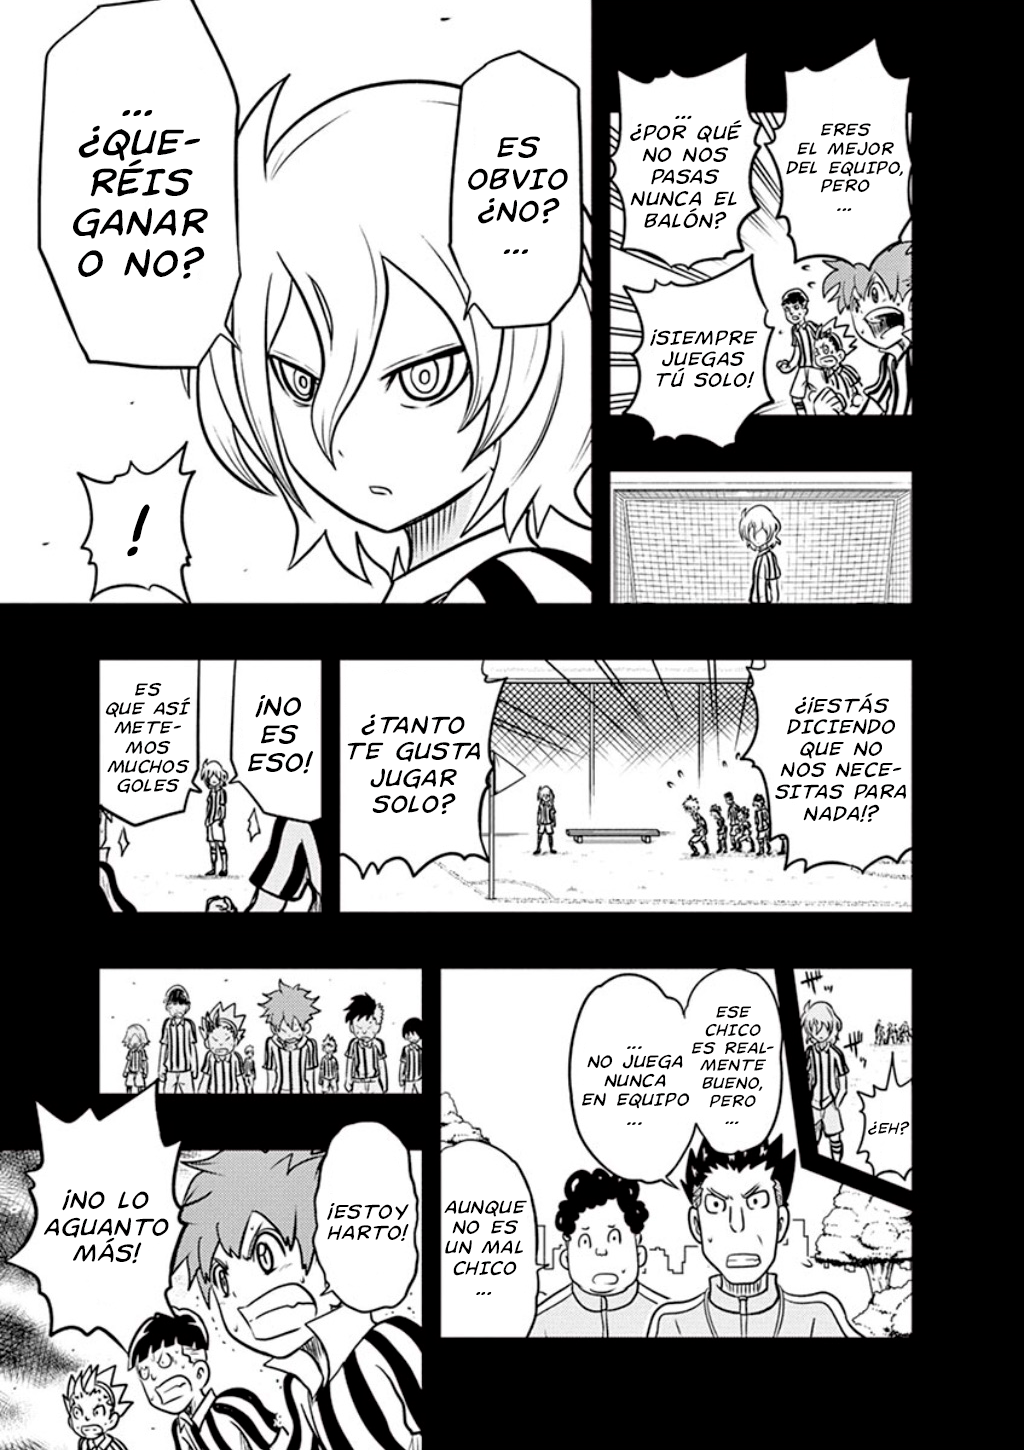 ERES
EL MEJOR
DEL EQUIPO,
PERO
...
...
¿POR QUÉ
NO NOS
PASAS
NUNCA EL
BALÓN?
¡SIEMPRE
JUEGAS
TÚ SOLO!
ES
OBVIO
¿NO?
...
...
¿QUE-
RÉIS
GANAR
O NO?
!
¿¡ESTÁS
DICIENDO
QUE NO
NOS NECE-
SITAS PARA
NADA!?
¿TANTO
TE GUSTA
JUGAR
SOLO?
¡NO
ES
ESO!
ES
QUE ASÍ
METE-
MOS
MUCHOS
GOLES
¿EH?
ESE
CHICO
ES REAL-
MENTE
BUENO,
PERO
...
...
NO JUEGA
NUNCA
EN EQUIPO
...
AUNQUE
NO ES
UN MAL
CHICO
...
¡ESTOY
HARTO!
¡NO LO
AGUANTO
MÁS!